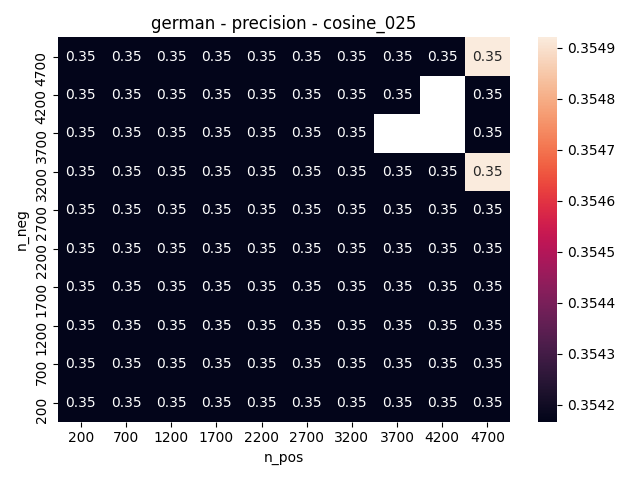 german - precision - cosine_025
4700 0.35 0.35 0.35 0.35 0.35 0.35 0.35 0.35 0.35 0.35
4200 0.35 0.35 0.35 0.35 0.35 0.35 0.35 0.35 0.35
3700 0.35 0.35 0.35 0.35 0.35 0.35 0.35 0.35
3200 0.35 0.35 0.35 0.35 0.35 0.35 0.35 0.35 0.35 0.35
2700 0.35 0.35 0.35 0.35 0.35 0.35 0.35 0.35 0.35 0.35
2200 0.35 0.35 0.35 0.35 0.35 0.35 0.35 0.35 0.35 0.35
1700 0.35 0.35 0.35 0.35 0.35 0.35 0.35 0.35 0.35 0.35
1200 0.35 0.35 0.35 0.35 0.35 0.35 0.35 0.35 0.35 0.35
700 0.35 0.35 0.35 0.35 0.35 0.35 0.35 0.35 0.35 0.35
200 0.35 0.35 0.35 0.35 0.35 0.35 0.35 0.35 0.35 0.35
n_neg
200 700 1200 1700 2200 2700 3200 3700 4200 4700
n_pos
0.3549
0.3548
0.3547
0.3546
0.3545
0.3544
0.3543
0.3542